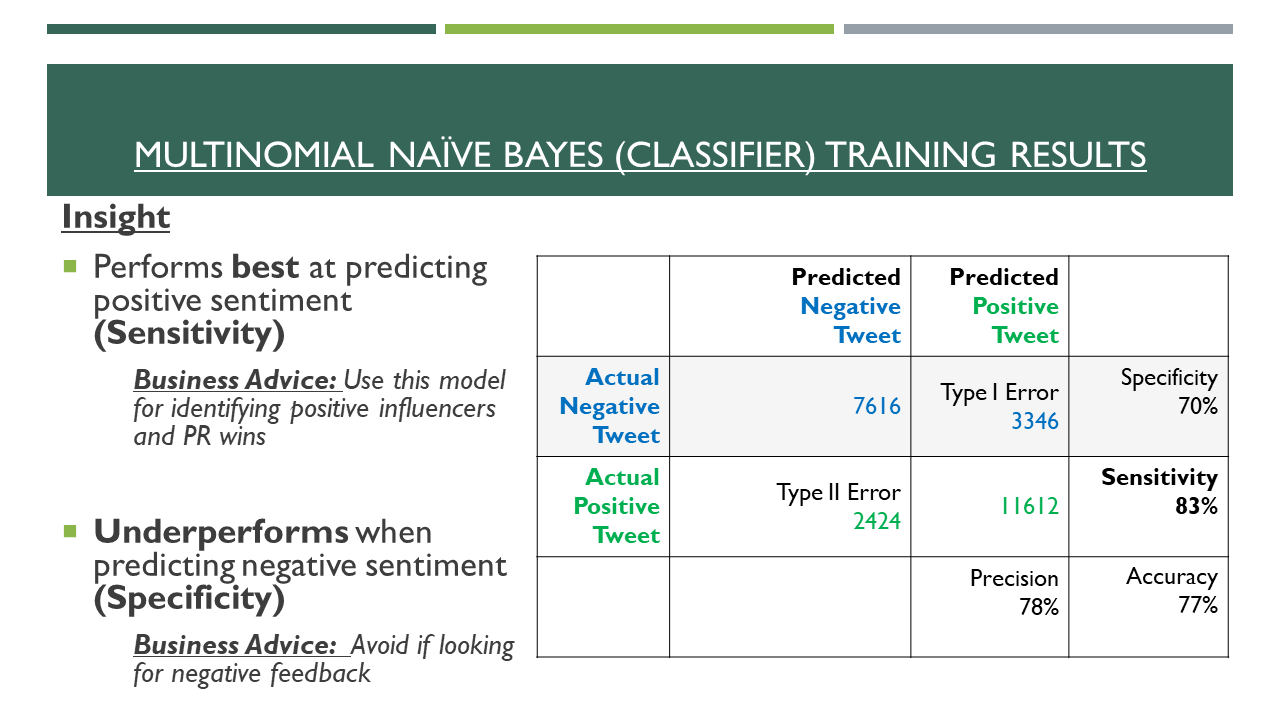 MULTINOMIAL NAÏVE BAYES (CLASSIFIER) TRAINING RESULTS
Insight
Performs best at predicting
positive sentiment
(Sensitivity)
Business Advice: Use this model
for identifying positive influencers
and PR wins
Underperforms when
predicting negative sentiment
(Specificity)
Business Advice: Avoid if looking
for negative feedback
Predicted
Negative
Tweet
Predicted
Positive
Tweet
Actual
Negative
Tweet
7616
Type I Error
3346
Specificity
70%
Actual
Positive
Tweet
Type II Error
2424
11612
Sensitivity
83%
Precision
78%
Accuracy
77%